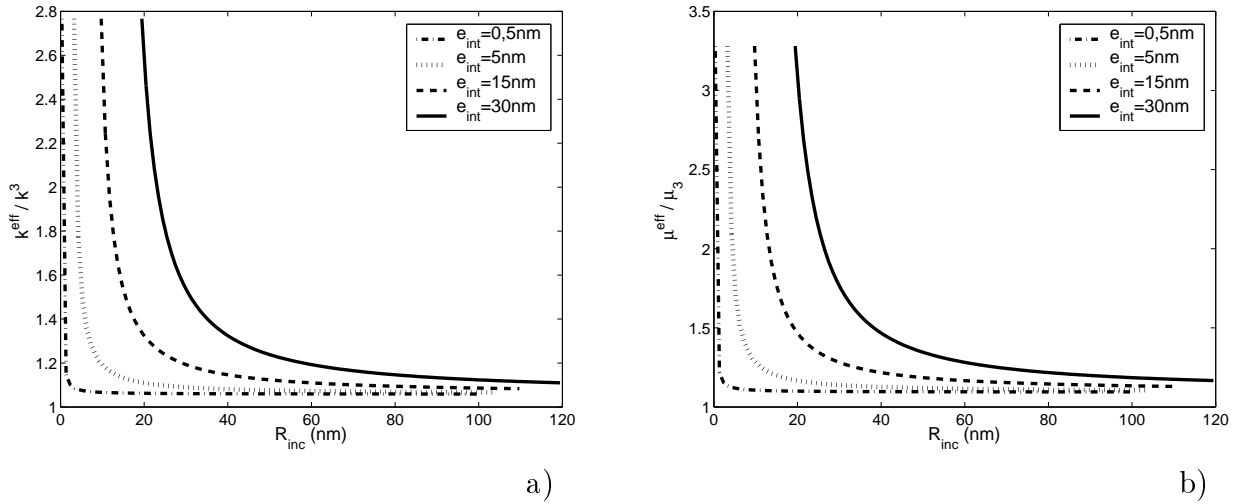 2.8
2.6
2.4
2.2
2
1.8
1.6
1.4
1.2
1
0 20 40 60 80 100 120
k^eff / k^3
R_inc (nm)
e_int=0,5nm
e_int=5nm
e_int=15nm
e_int=30nm
a)
3.5
3
2.5
2
1.5
1
0 20 40 60 80 100 120
μ^eff / μ_3
R_inc (nm)
e_int=0,5nm
e_int=5nm
e_int=15nm
e_int=30nm
b)